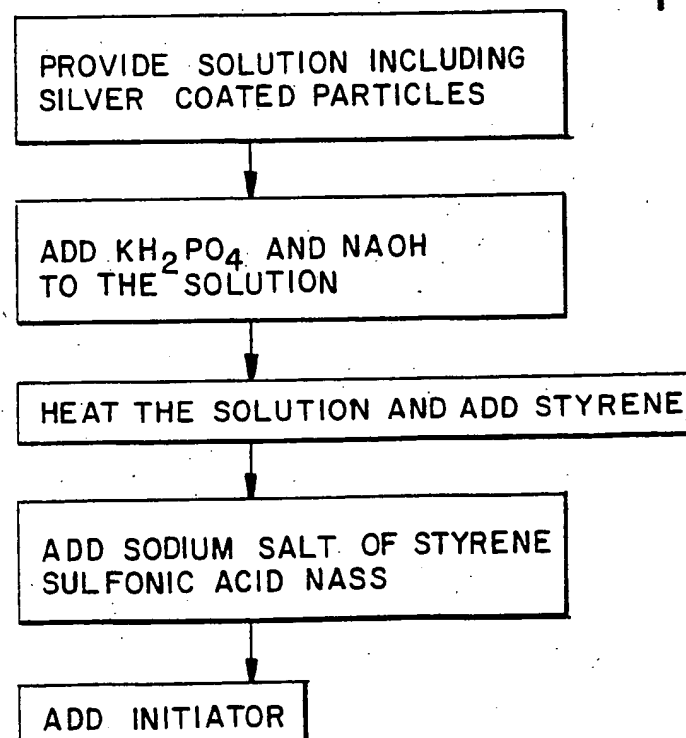 PROVIDE SOLUTION INCLUDING
SILVER COATED PARTICLES
ADD KH₂PO₄ AND NAOH
TO THE SOLUTION
HEAT THE SOLUTION AND ADD STYRENE
ADD SODIUM SALT OF STYRENE
SULFONIC ACID NASS
ADD INITIATOR